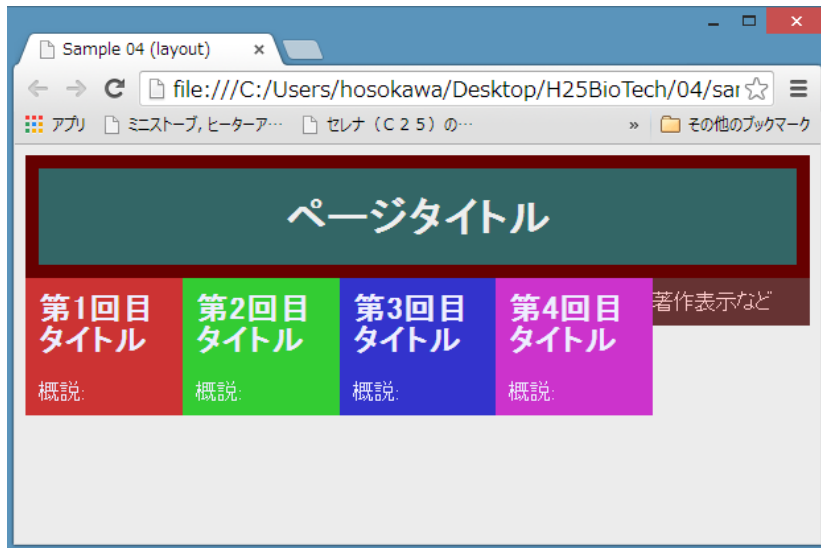 Sample 04 (layout)
file:///C:/Users/hosokawa/Desktop/H25BioTech/04/sar
アプリ ミニストーブ, ヒーターア… セレナ (C25) の… » その他のブックマーク
ページタイトル
第1回目 第2回目 第3回目 第4回目 著作表示など
タイトル タイトル タイトル タイトル
概説: 概説: 概説: 概説: